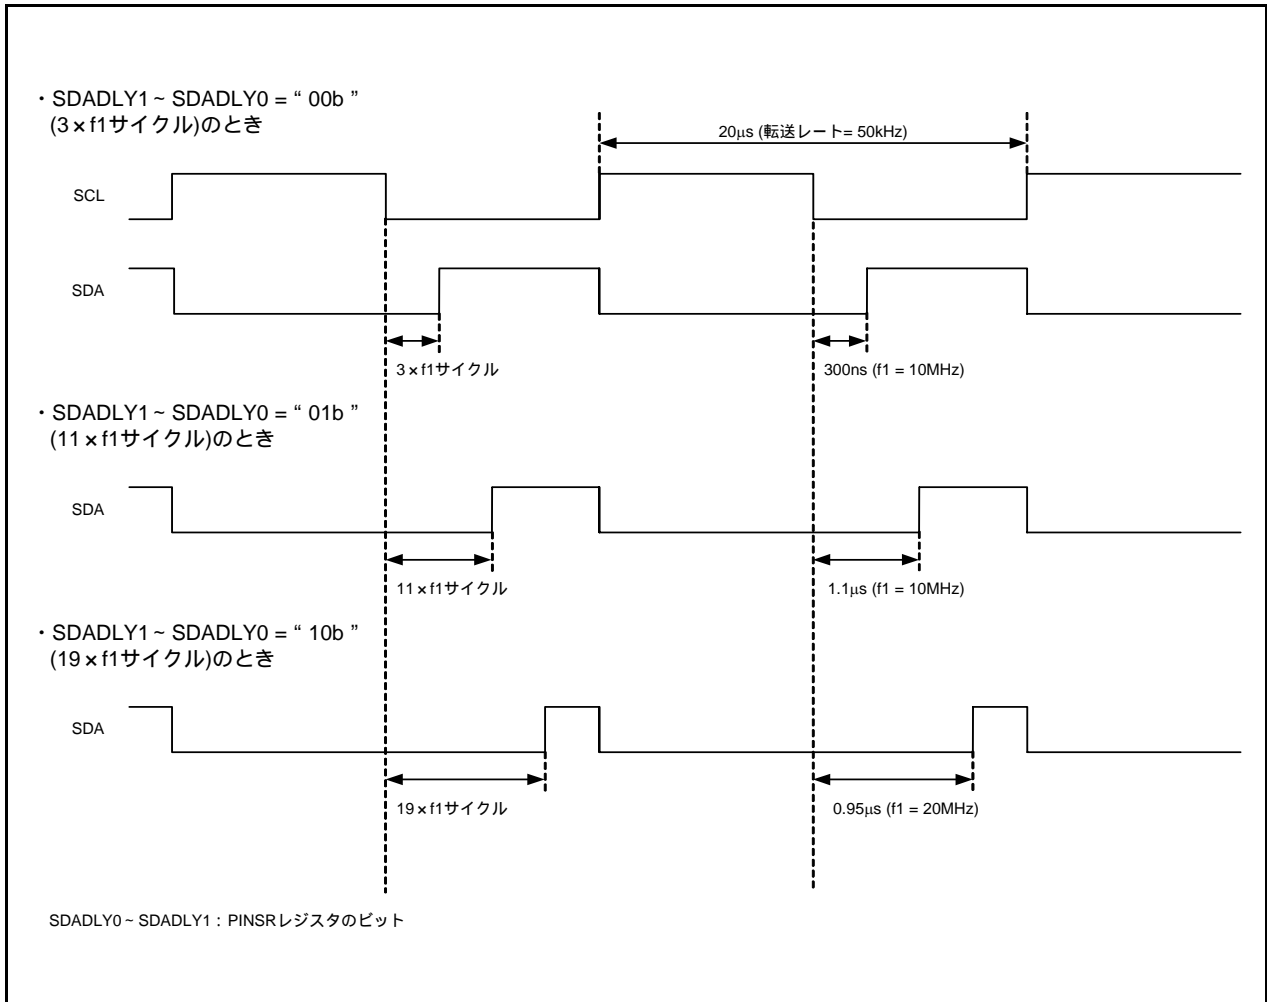 ・SDADLY1～SDADLY0 = “ 00b ”
(3×f1サイクル)のとき
20μs (転送レート= 50kHz)
SCL
SDA
3×f1サイクル
300ns (f1 = 10MHz)
・SDADLY1～SDADLY0 = “ 01b ”
(11×f1サイクル)のとき
SDA
11×f1サイクル
1.1μs (f1 = 10MHz)
・SDADLY1～SDADLY0 = “ 10b ”
(19×f1サイクル)のとき
SDA
19×f1サイクル
0.95μs (f1 = 20MHz)
SDADLY0～SDADLY1：PINSRレジスタのビット